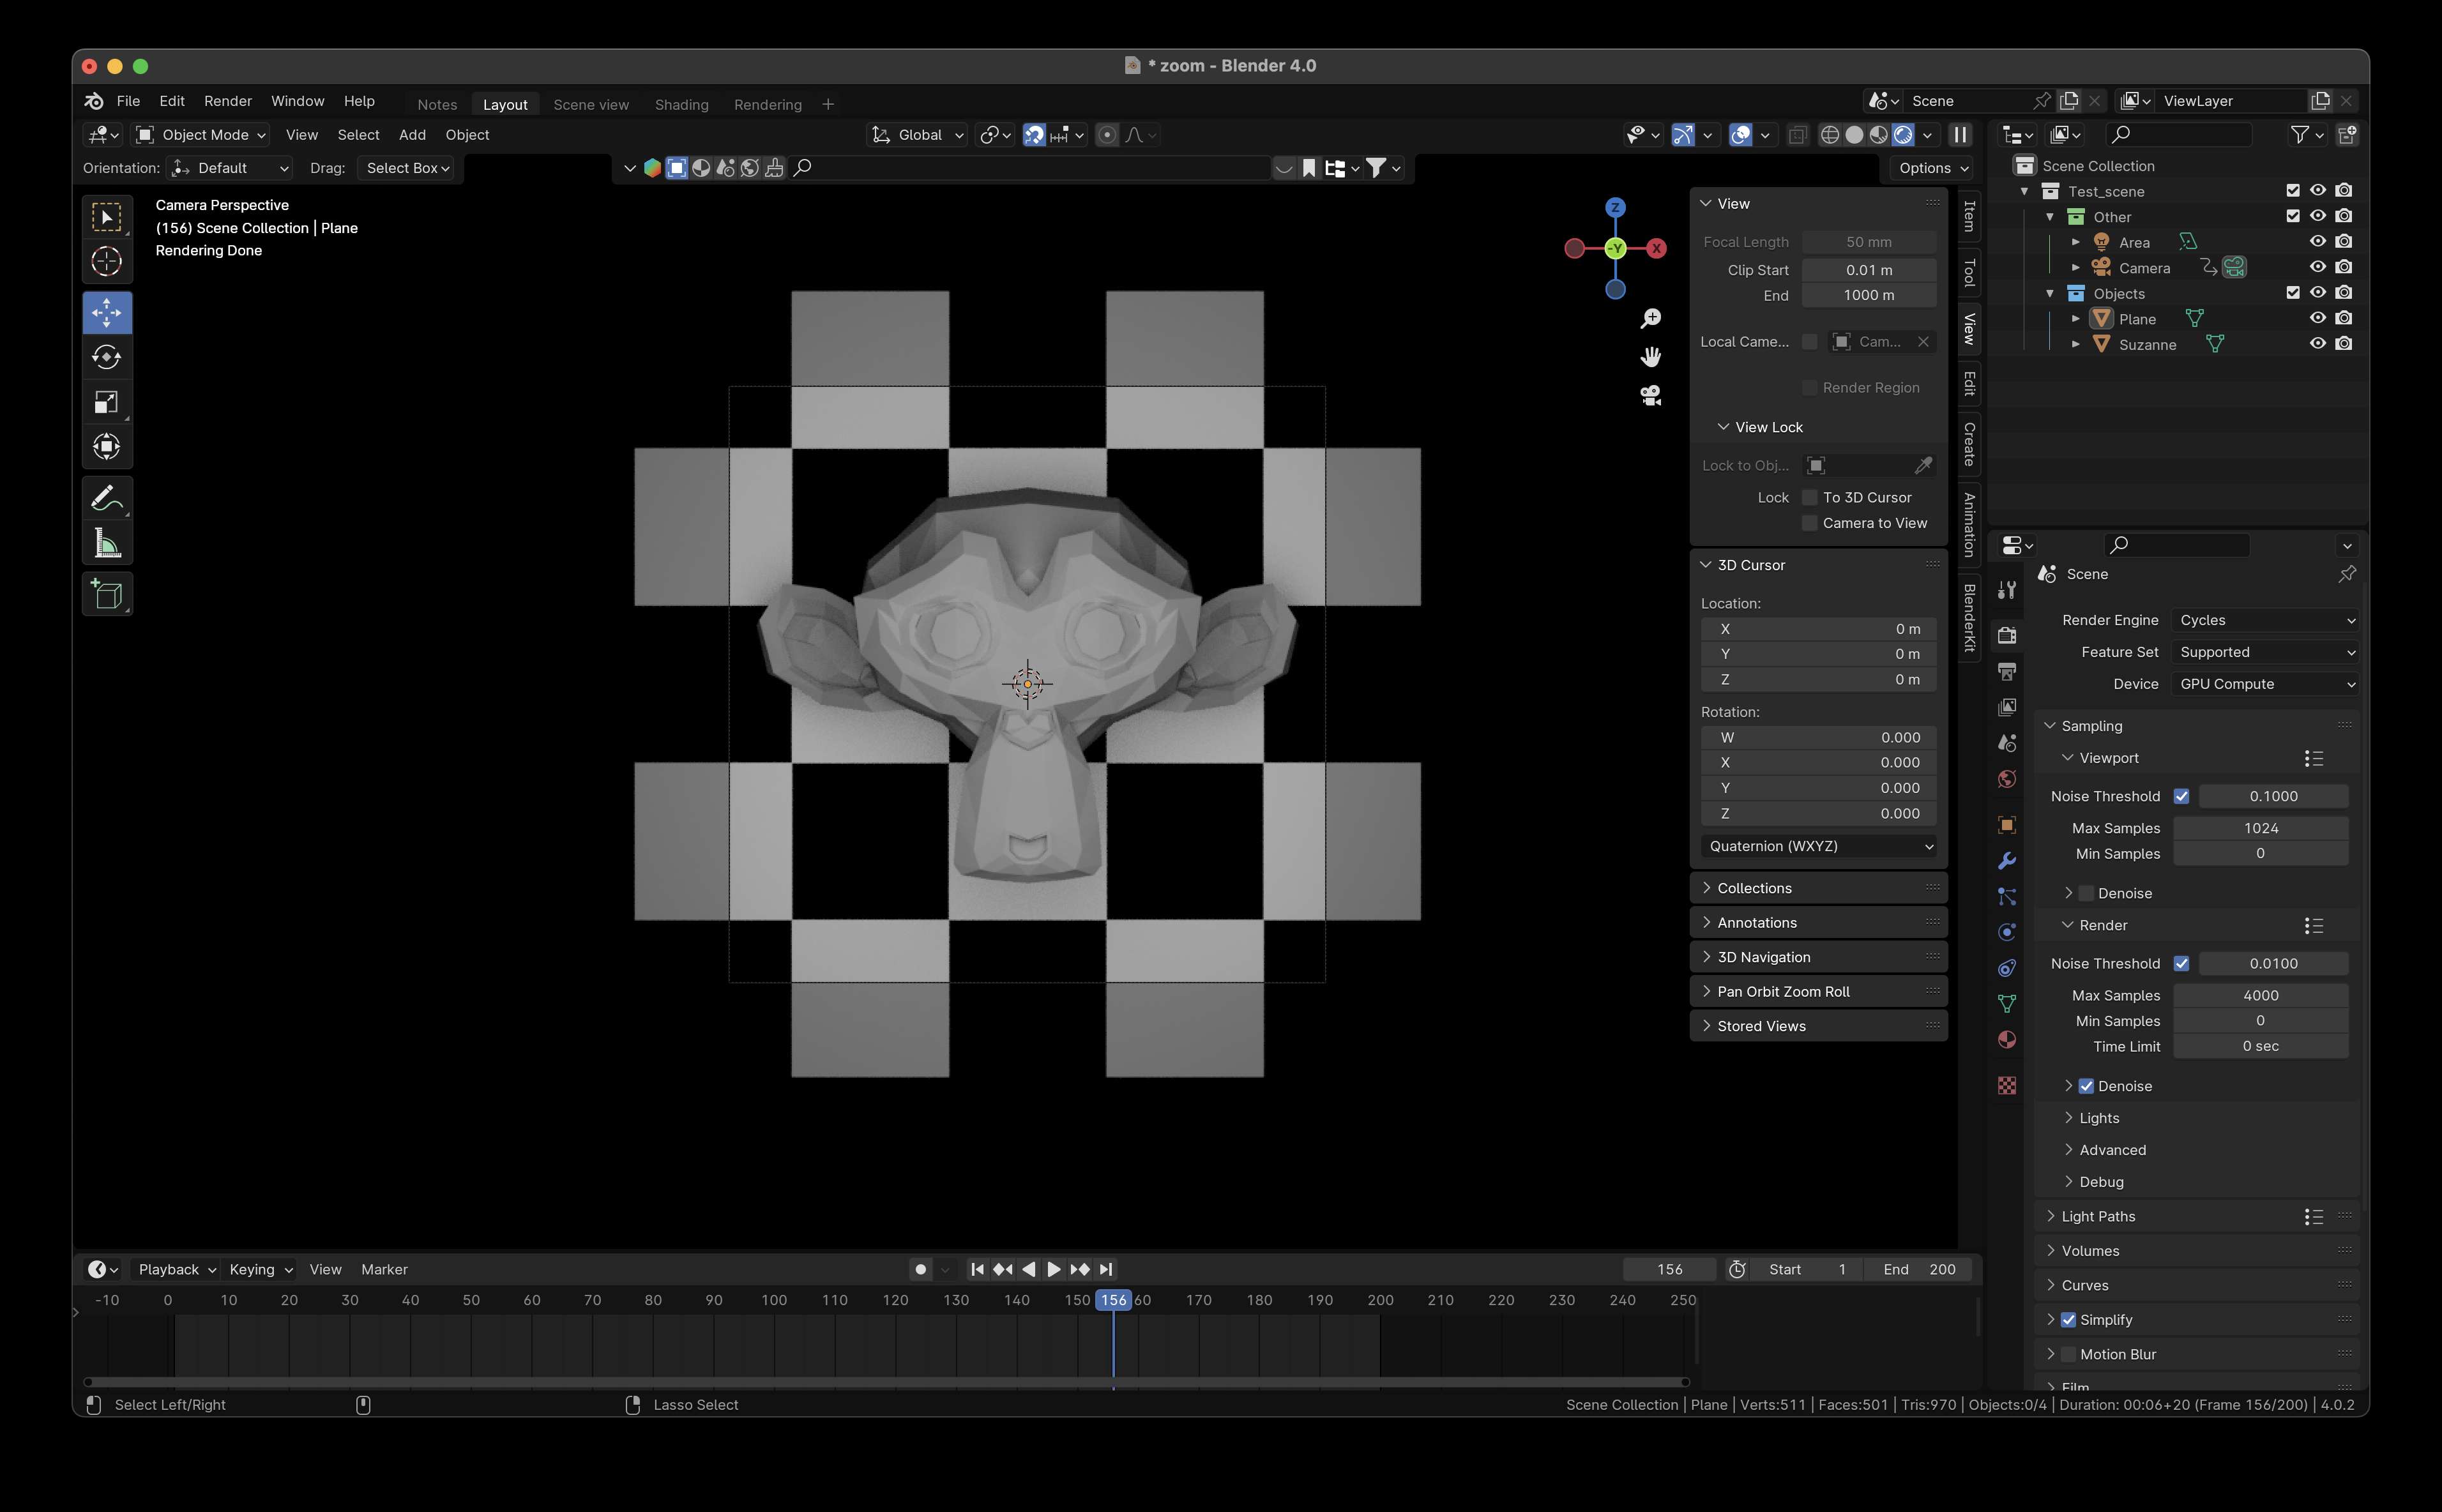 * zoom - Blender 4.0
File Edit Render Window Help Notes Layout Scene view Shading Rendering + Scene ViewLayer
Object Mode View Select Add Object Global
Orientation: Default Drag: Select Box Options
Camera Perspective
(156) Scene Collection | Plane
Rendering Done
Z
-Y
X
View
Focal Length 50 mm
Clip Start 0.01 m
End 1000 m
Local Came... Cam...
Render Region
View Lock
Lock to Obj...
Lock To 3D Cursor
Camera to View
3D Cursor
Location:
X 0 m
Y 0 m
Z 0 m
Rotation:
W 0.000
X 0.000
Y 0.000
Z 0.000
Quaternion (WXYZ)
Collections
Annotations
3D Navigation
Pan Orbit Zoom Roll
Stored Views
Item
Tool
View
Edit
Create
Animation
BlenderKit
Scene Collection
Test_scene
Other
Area
Camera
Objects
Plane
Suzanne
Scene
Render Engine Cycles
Feature Set Supported
Device GPU Compute
Sampling
Viewport
Noise Threshold 0.1000
Max Samples 1024
Min Samples 0
Denoise
Render
Noise Threshold 0.0100
Max Samples 4000
Min Samples 0
Time Limit 0 sec
Denoise
Lights
Advanced
Debug
Light Paths
Volumes
Curves
Simplify
Motion Blur
Film
Playback Keying View Marker 156 Start 1 End 200
-10 0 10 20 30 40 50 60 70 80 90 100 110 120 130 140 150 156 60 170 180 190 200 210 220 230 240 250
Select Left/Right Lasso Select Scene Collection | Plane | Verts:511 | Faces:501 | Tris:970 | Objects:0/4 | Duration: 00:06+20 (Frame 156/200) | 4.0.2